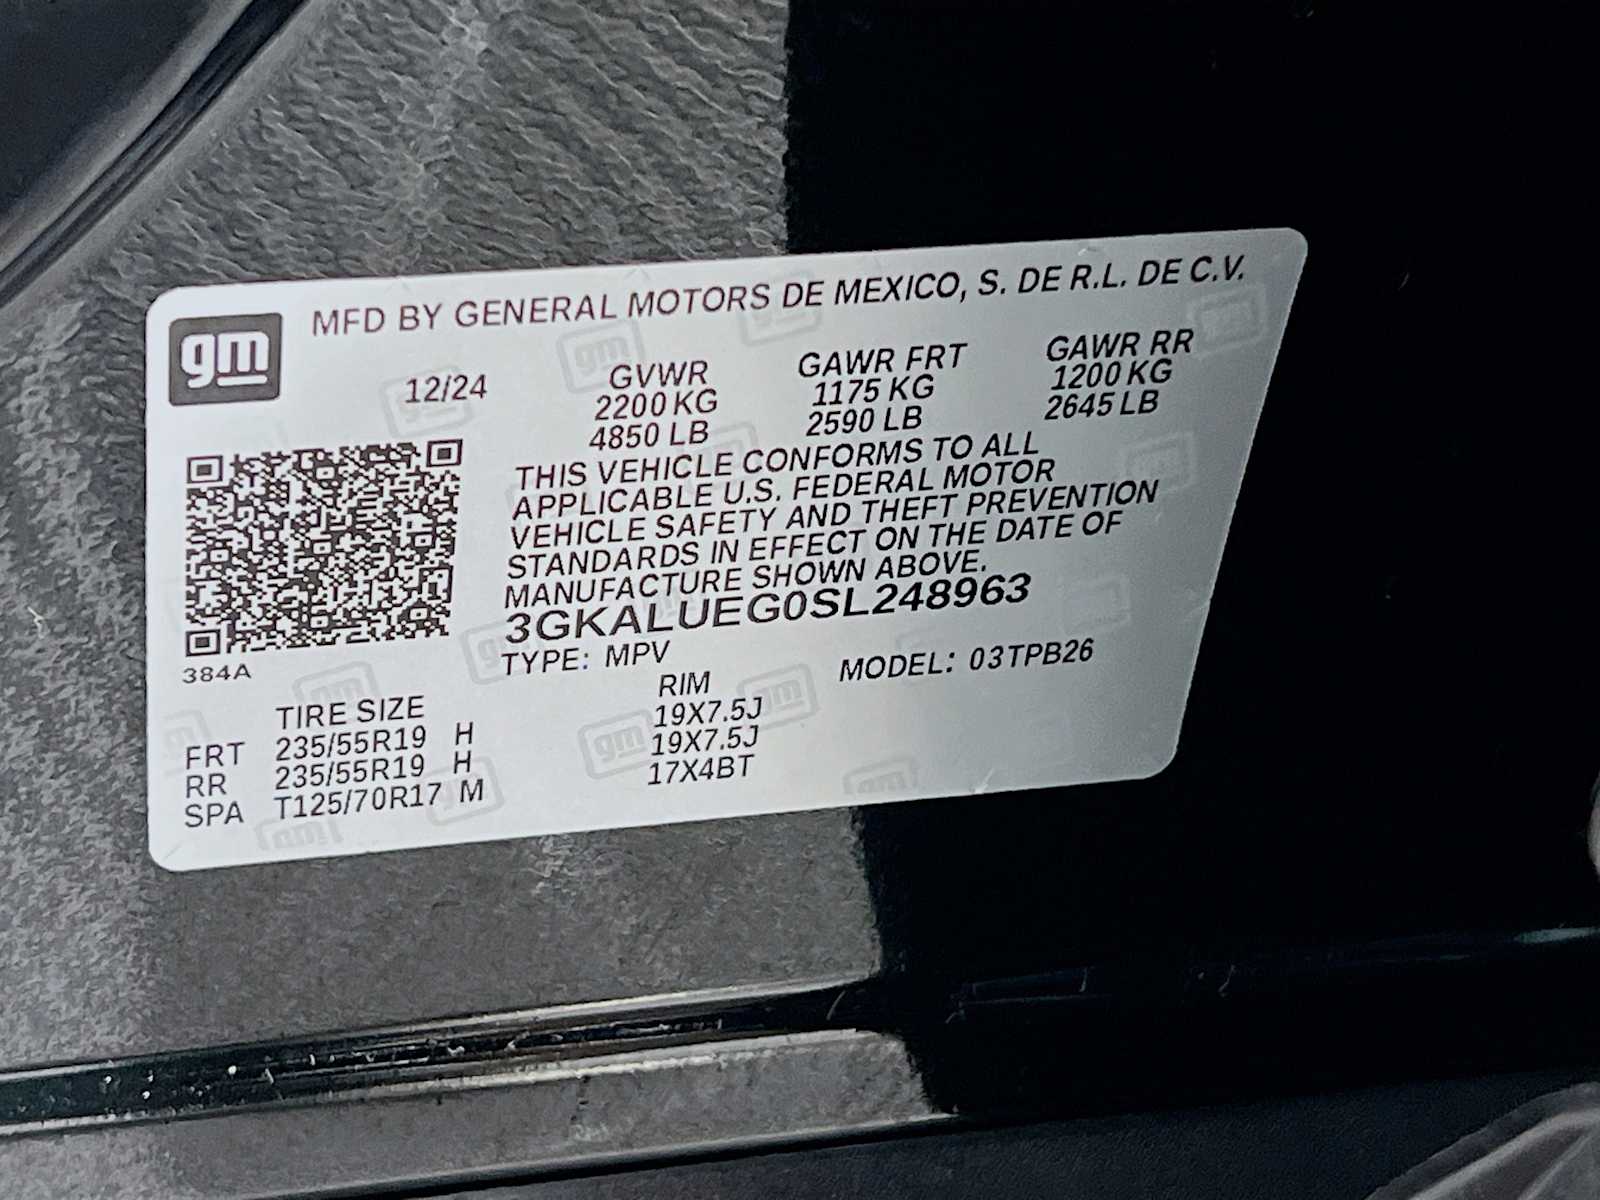 gm
MFD BY GENERAL MOTORS DE MEXICO, S. DE R.L. DE C.V.
12/24 GVWR GAWR FRT GAWR RR
2200 KG 1175 KG 1200 KG
4850 LB 2590 LB 2645 LB
THIS VEHICLE CONFORMS TO ALL
APPLICABLE U.S. FEDERAL MOTOR
VEHICLE SAFETY AND THEFT PREVENTION
STANDARDS IN EFFECT ON THE DATE OF
MANUFACTURE SHOWN ABOVE.
3GKALUEG0SL248963
384A
TYPE: MPV MODEL: 03TPB26
TIRE SIZE RIM
FRT 235/55R19 H 19X7.5J
RR 235/55R19 H 19X7.5J
SPA T125/70R17 M 17X4BT